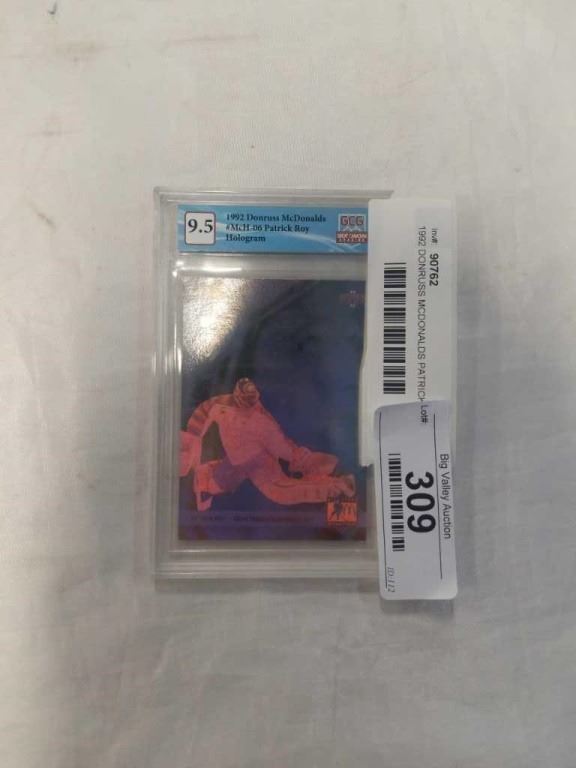 9.5
1992 Donruss McDonalds
#McH-06 Patrick Roy
Hologram
GCG
Inv#: 90762
1992 DONRUSS MCDONALDS PATRICK
Lot#:
Big Valley Auction
309